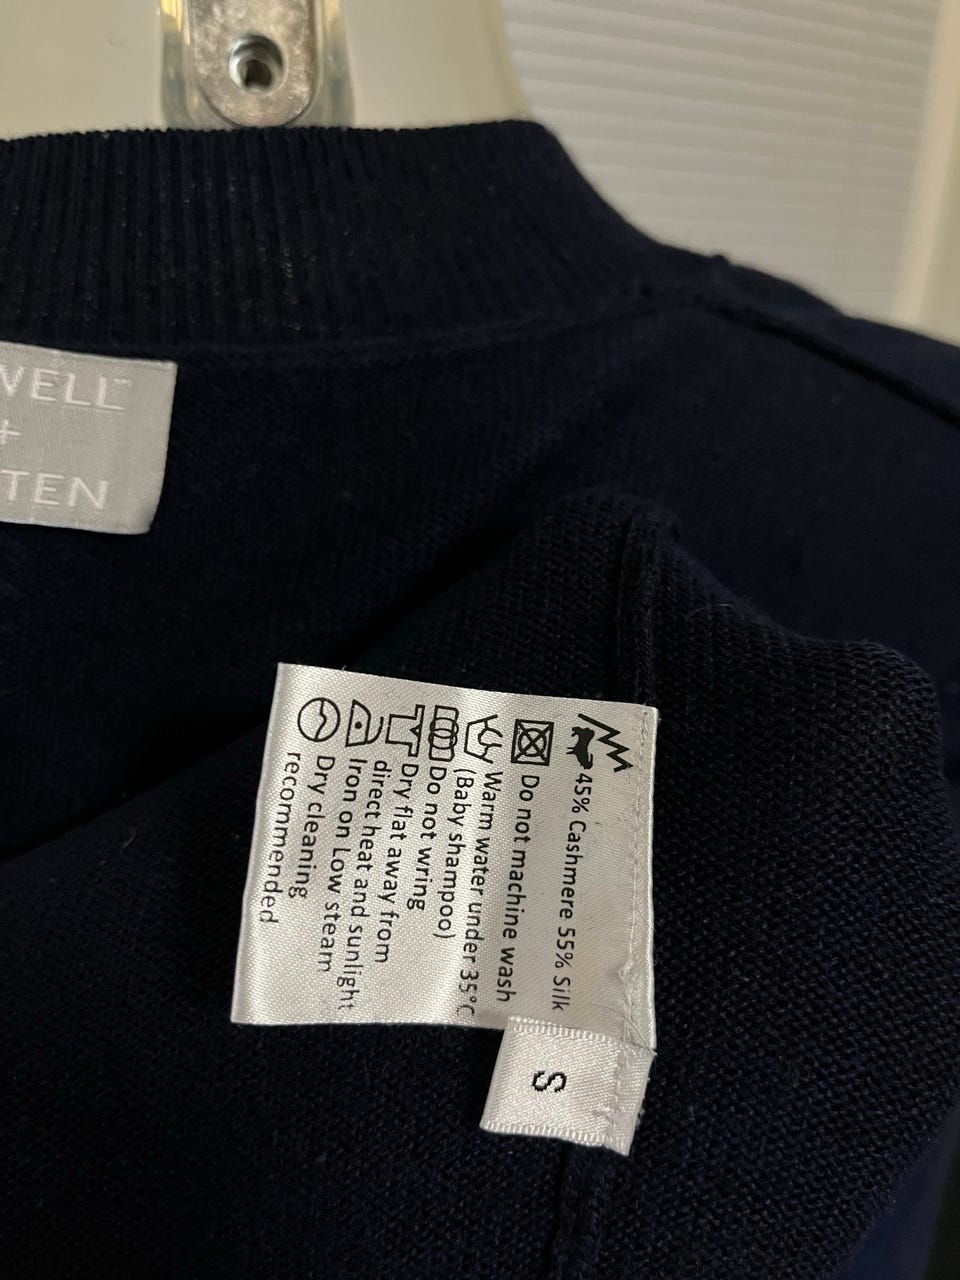 WELL™
+
TEN
45% Cashmere 55% Silk
Do not machine wash
Warm water under 35°C
(Baby shampoo)
Do not wring
Dry flat away from
direct heat and sunlight
Iron on Low steam
Dry cleaning
recommended
S